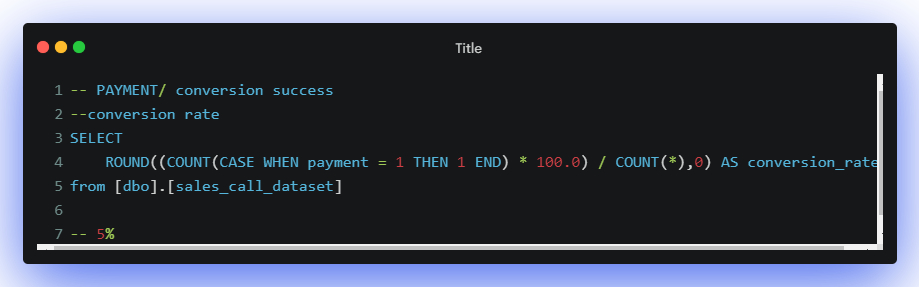 Title
1 -- PAYMENT/ conversion success
2 --conversion rate
3 SELECT
4     ROUND((COUNT(CASE WHEN payment = 1 THEN 1 END) * 100.0) / COUNT(*),0) AS conversion_rate
5 from [dbo].[sales_call_dataset]
6
7 -- 5%